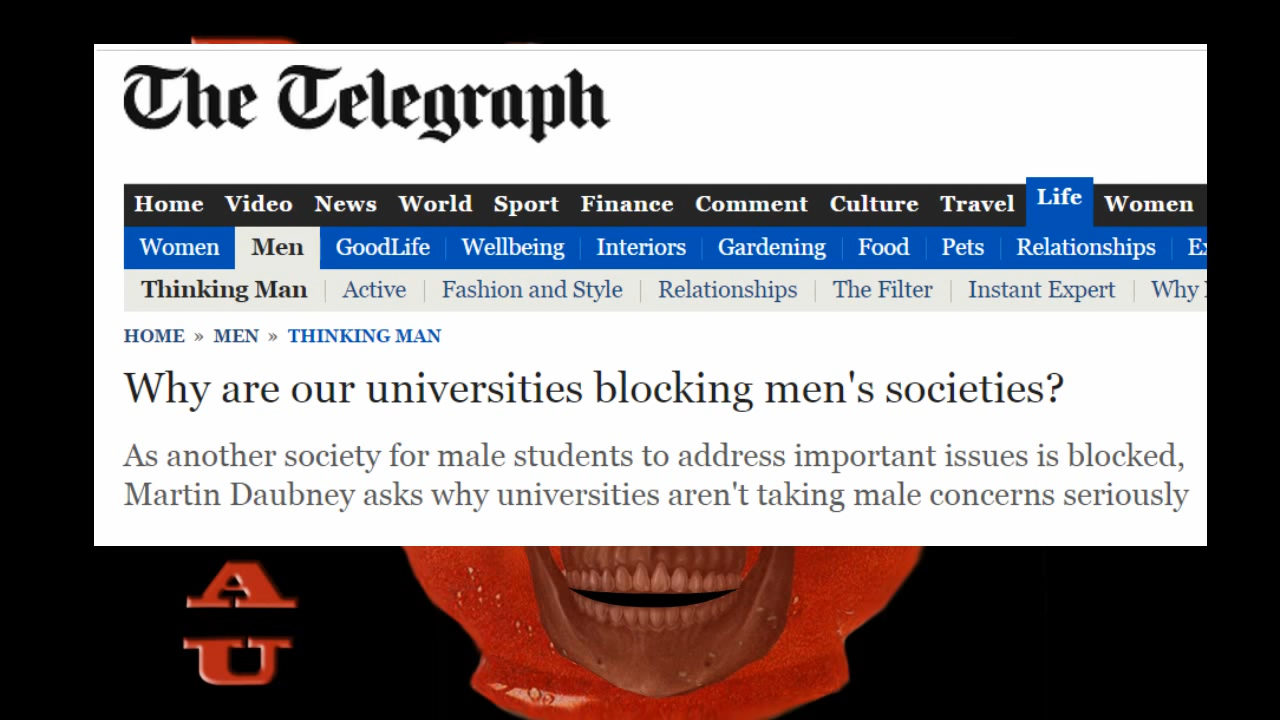 The Telegraph
Home Video News World Sport Finance Comment Culture Travel Life Women
Women Men GoodLife Wellbeing Interiors Gardening Food Pets Relationships
Thinking Man Active Fashion and Style Relationships The Filter Instant Expert Why
HOME » MEN » THINKING MAN
Why are our universities blocking men's societies?
As another society for male students to address important issues is blocked,
Martin Daubney asks why universities aren't taking male concerns seriously
A
U